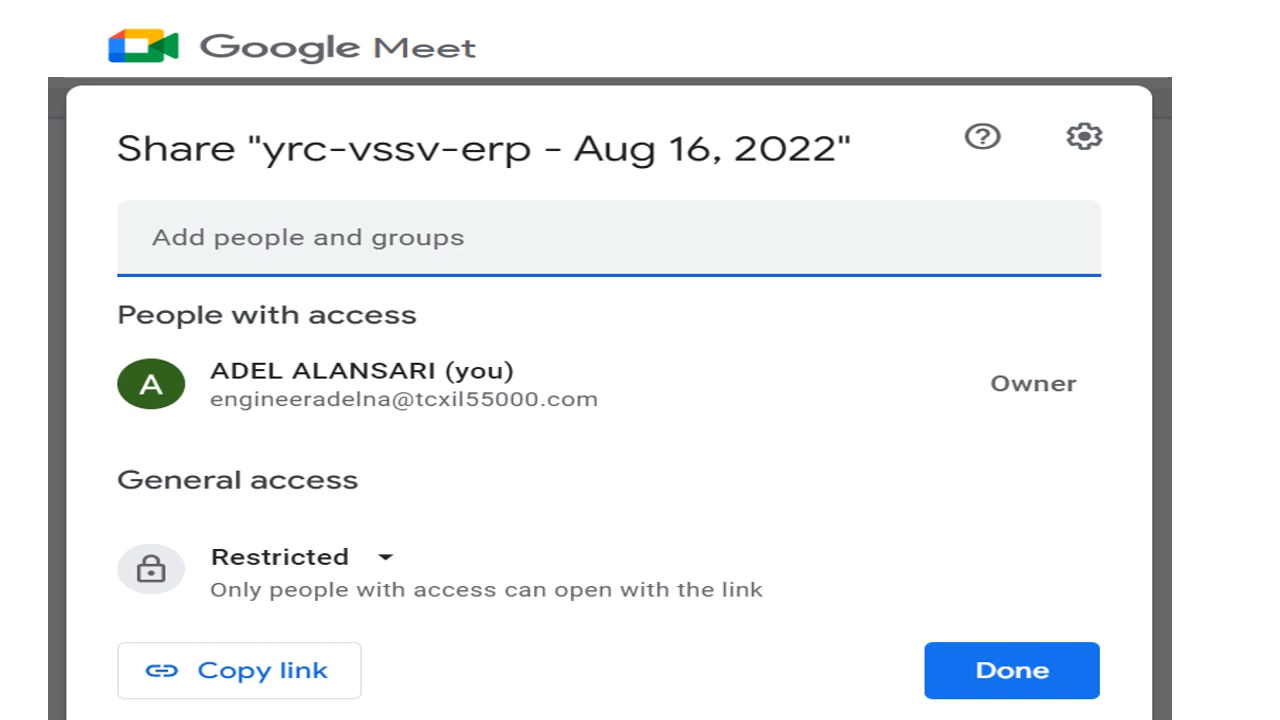 Google Meet
Share "yrc-vssv-erp - Aug 16, 2022"
Add people and groups
People with access
A
ADEL ALANSARI (you)
engineeradelna@tcxil55000.com
Owner
General access
Restricted
Only people with access can open with the link
Copy link
Done